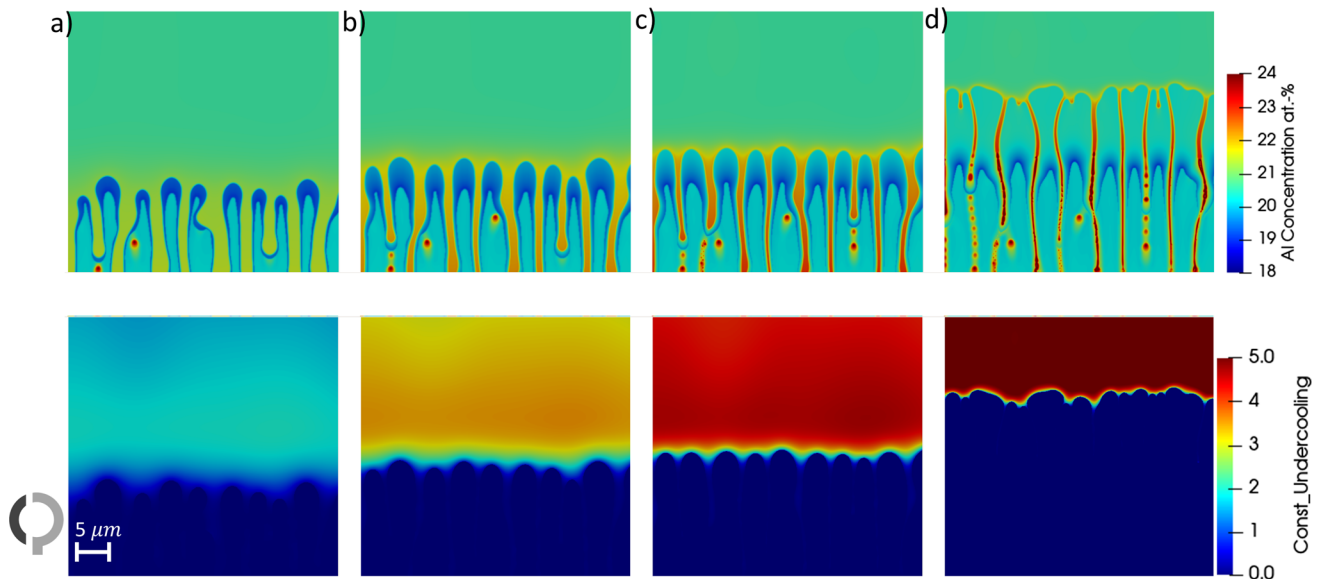 a)
b)
c)
d)
24
23
22
21
20
19
18
Al Concentration at.-%
5.0
4
3
2
1
0.0
Const_Undercooling
5 μm